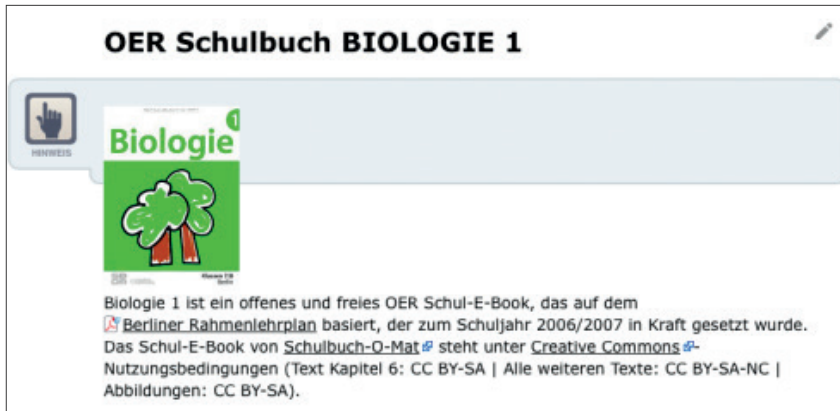 OER Schulbuch BIOLOGIE 1
HINWEIS
1
Biologie
Biologie 1 ist ein offenes und freies OER Schul-E-Book, das auf dem
Berliner Rahmenlehrplan basiert, der zum Schuljahr 2006/2007 in Kraft gesetzt wurde.
Das Schul-E-Book von Schulbuch-O-Mat steht unter Creative Commons -
Nutzungsbedingungen (Text Kapitel 6: CC BY-SA | Alle weiteren Texte: CC BY-SA-NC |
Abbildungen: CC BY-SA).